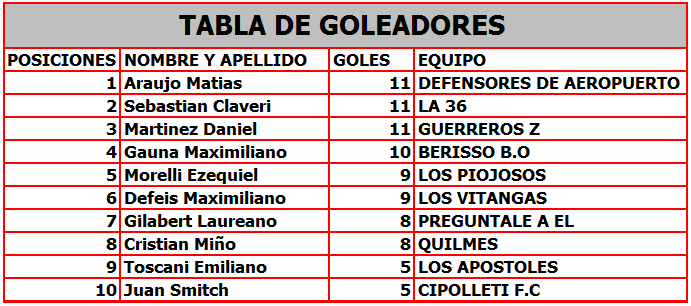 TABLA DE GOLEADORES
POSICIONES NOMBRE Y APELLIDO GOLES EQUIPO
1 Araujo Matias 11 DEFENSORES DE AEROPUERTO
2 Sebastian Claveri 11 LA 36
3 Martinez Daniel 11 GUERREROS Z
4 Gauna Maximiliano 10 BERISSO B.O
5 Morelli Ezequiel 9 LOS PIOJOSOS
6 Defeis Maximiliano 9 LOS VITANGAS
7 Gilabert Laureano 8 PREGUNTALE A EL
8 Cristian Miño 8 QUILMES
9 Toscani Emiliano 5 LOS APOSTOLES
10 Juan Smitch 5 CIPOLLETI F.C